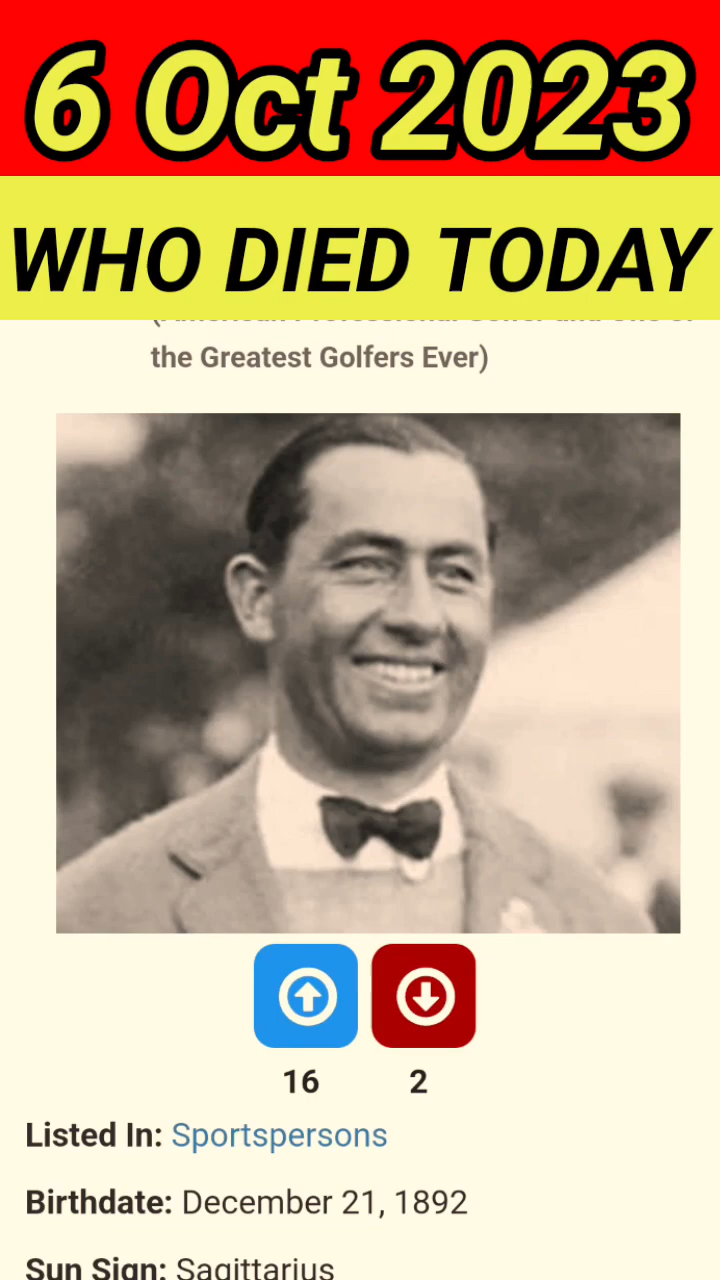 6 Oct 2023
WHO DIED TODAY
the Greatest Golfers Ever)
16 2
Listed In: Sportspersons
Birthdate: December 21, 1892
Sun Sign: Sagittarius